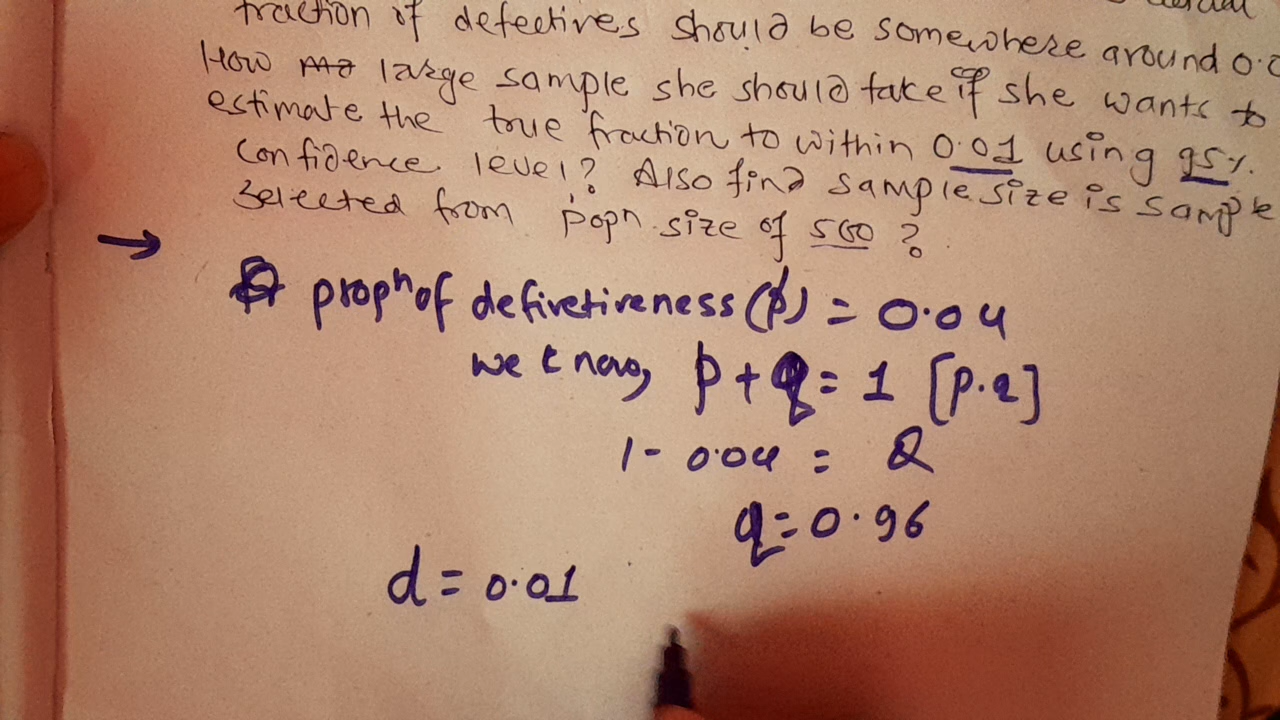 fraction of defectives should be somewhere around 0.0
How large sample she should take if she wants to
estimate the true fraction to within 0.01 using 95%.
Confidence level? Also find sample size is sample
selected from popn size of 500?
→ propn of defivetiveness (p) = 0.04
we know, p + q = 1 [p.q]
1 - 0.04 = Q
q = 0.96
d = 0.01